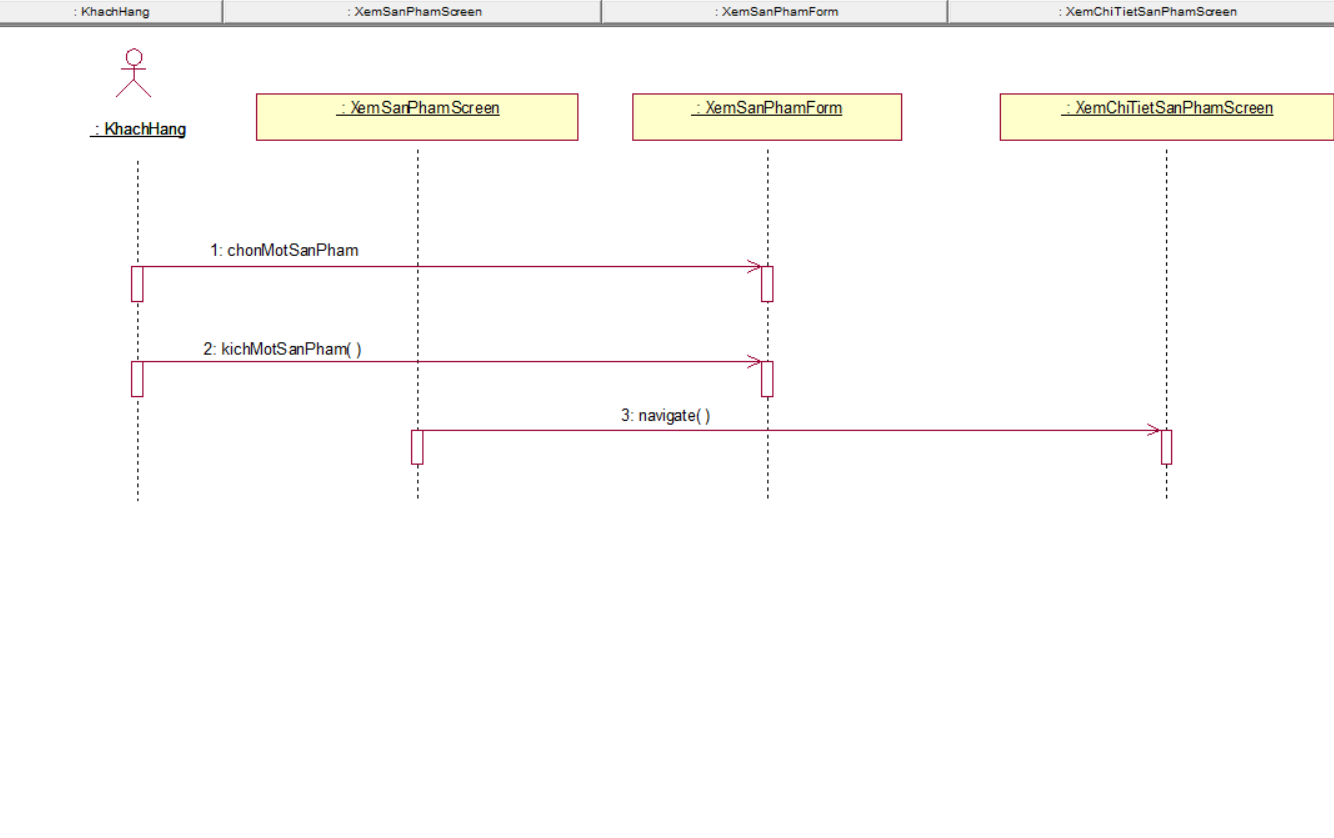 : KhachHang
: XemSanPhamScreen
: XemSanPhamForm
: XemChiTietSanPhamScreen
: KhachHang
: XemSanPhamScreen
: XemSanPhamForm
: XemChiTietSanPhamScreen
1: chonMotSanPham
2: kichMotSanPham( )
3: navigate( )